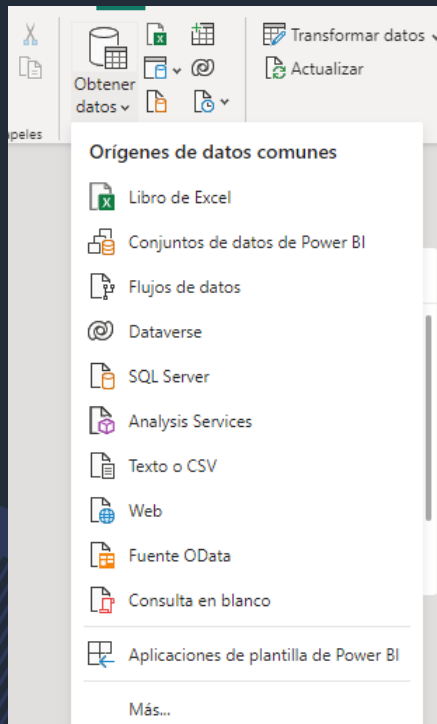 Transformar datos
Obtener
datos
Actualizar
Orígenes de datos comunes
Libro de Excel
Conjuntos de datos de Power BI
Flujos de datos
Dataverse
SQL Server
Analysis Services
Texto o CSV
Web
Fuente OData
Consulta en blanco
Aplicaciones de plantilla de Power BI
Más...